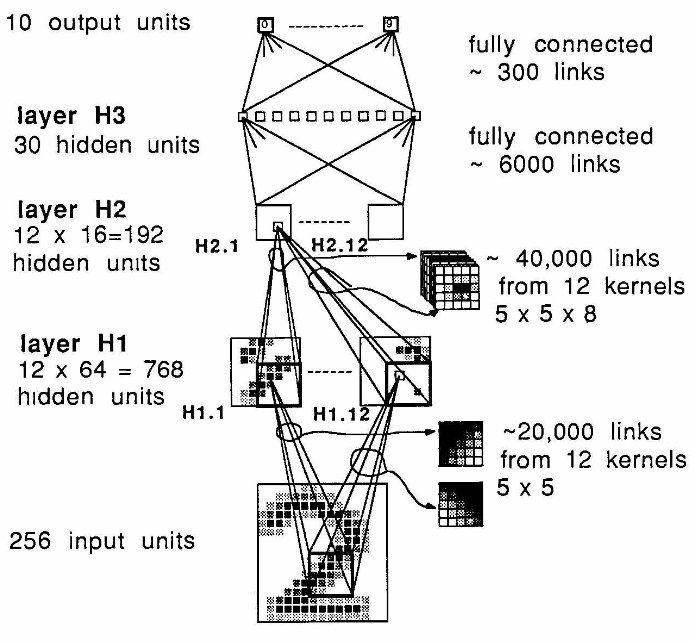 10 output units
0
9
fully connected
~ 300 links
layer H3
30 hidden units
fully connected
~ 6000 links
layer H2
12 x 16=192
hidden units
H2.1
H2.12
~ 40,000 links
from 12 kernels
5 x 5 x 8
layer H1
12 x 64 = 768
hidden units
H1.1
H1.12
~20,000 links
from 12 kernels
5 x 5
256 input units